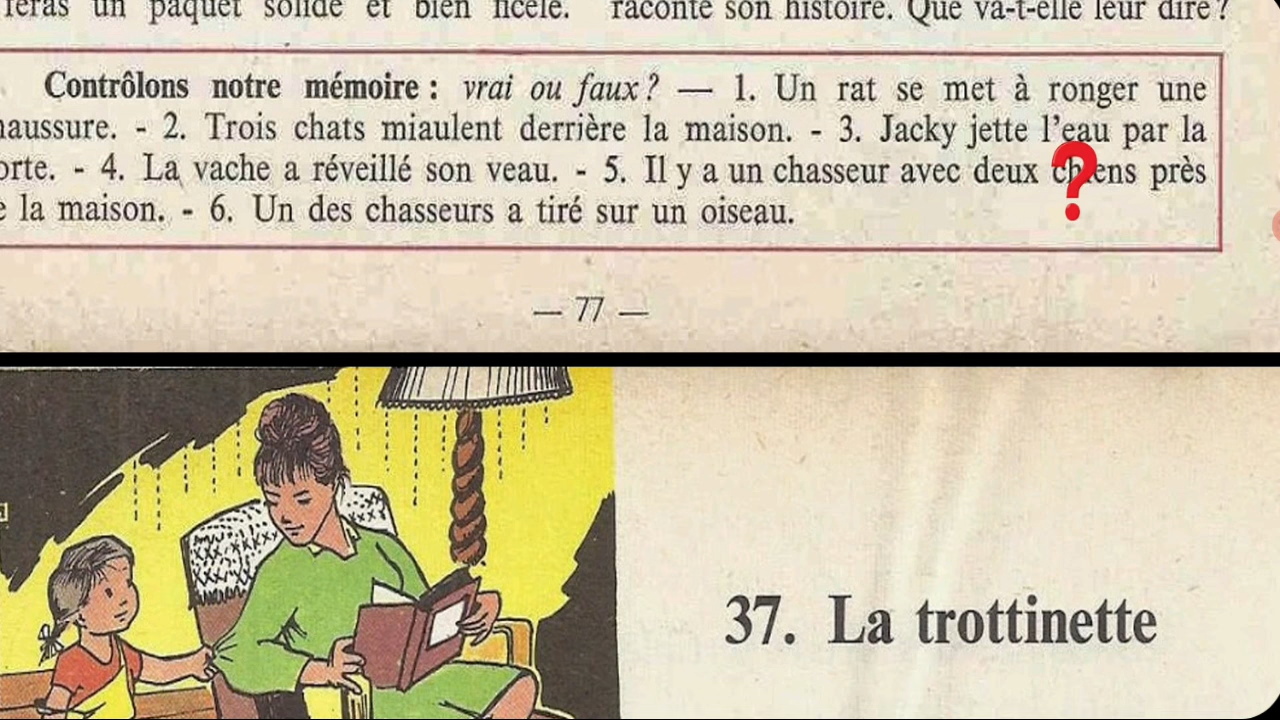 feras un paquet solide et bien ficelé. raconte son histoire. Que va-t-elle leur dire ?
Contrôlons notre mémoire : vrai ou faux ? — 1. Un rat se met à ronger une
haussure. - 2. Trois chats miaulent derrière la maison. - 3. Jacky jette l'eau par la
orte. - 4. La vache a réveillé son veau. - 5. Il y a un chasseur avec deux chiens près
e la maison. - 6. Un des chasseurs a tiré sur un oiseau.
?
— 77 —
37. La trottinette